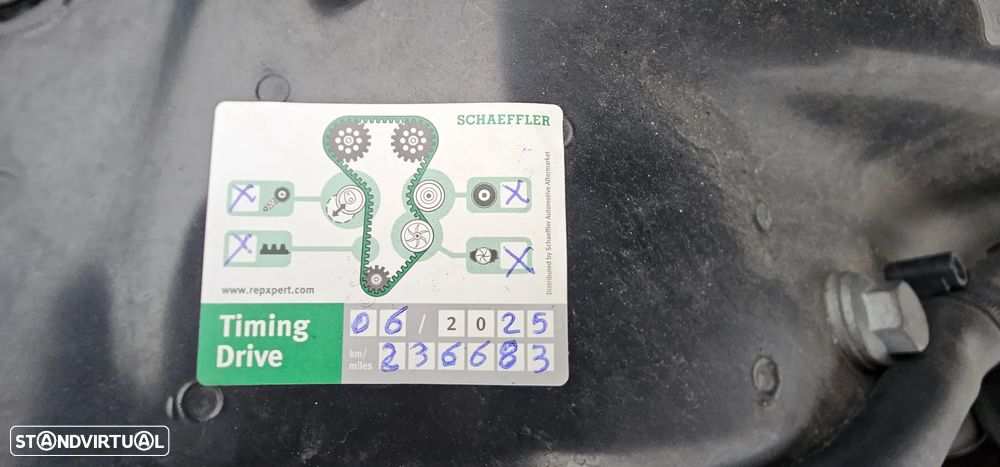 SCHAEFFLER
X
X
X
X
Distributed by Schaeffler Automotive Aftermarket
www.repxpert.com
Timing Drive
06 / 2025
km/ miles 236683
STANDVIRTUAL